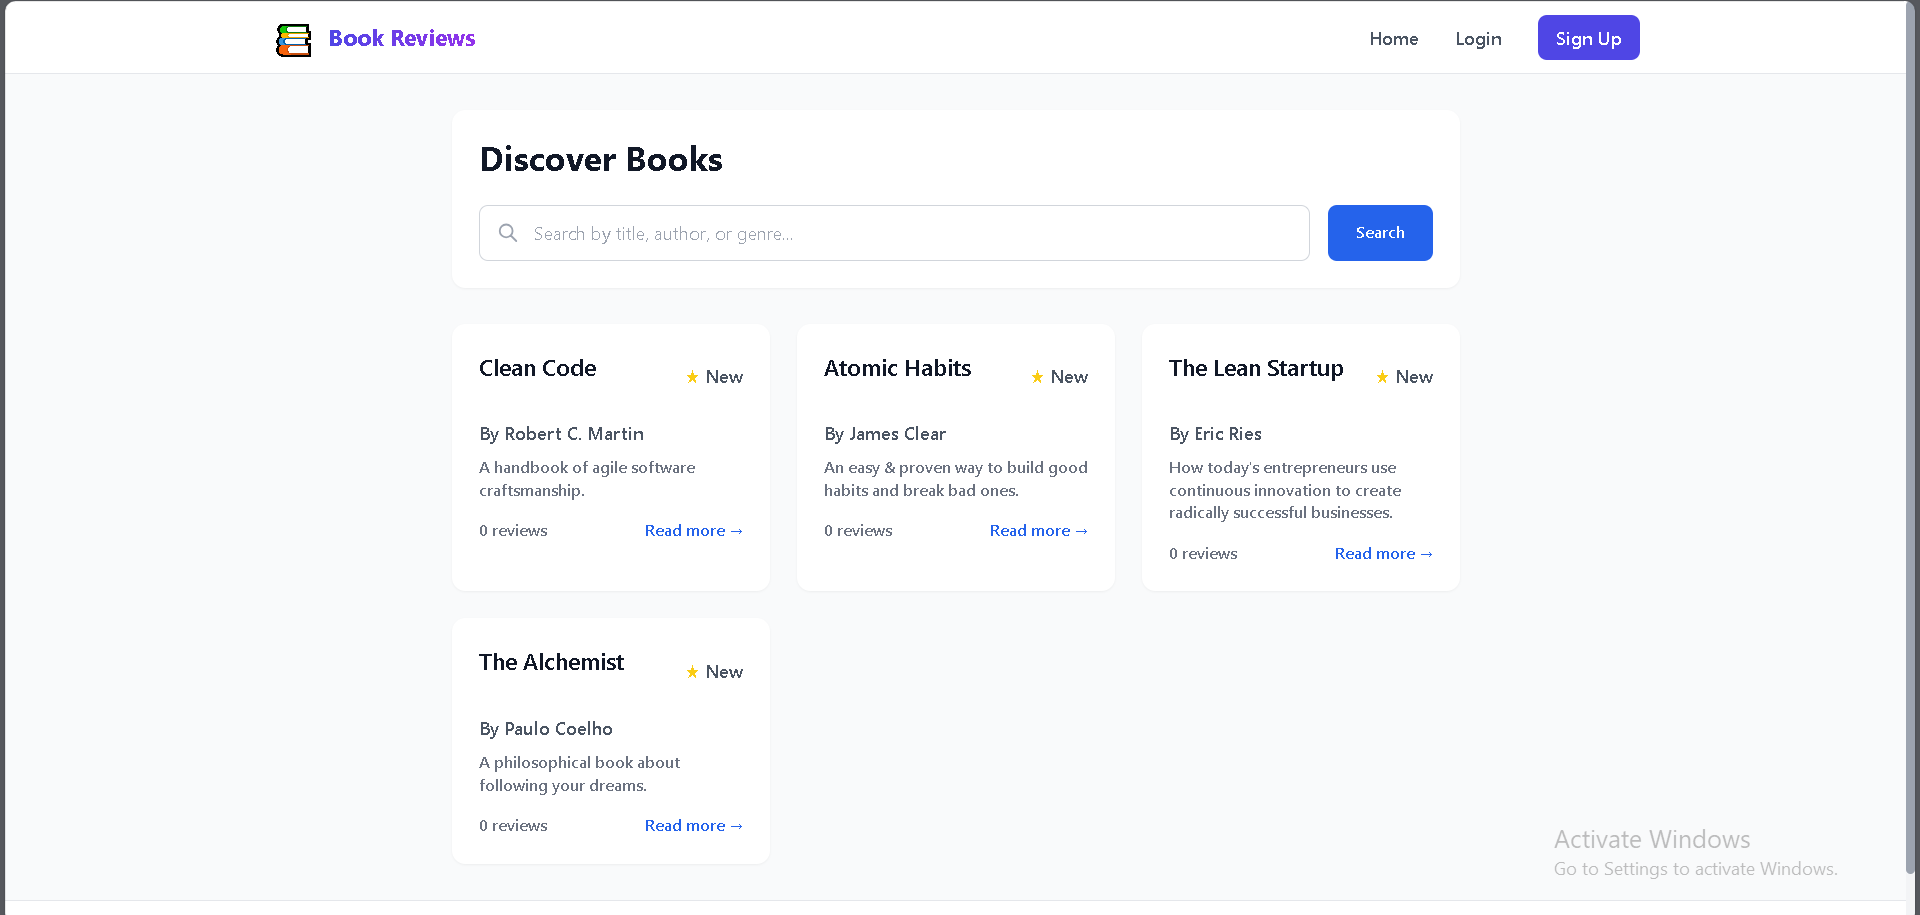 Book Reviews
Home
Login
Sign Up
Discover Books
Search by title, author, or genre...
Search
Clean Code
★ New
By Robert C. Martin
A handbook of agile software
craftsmanship.
0 reviews
Read more →
Atomic Habits
★ New
By James Clear
An easy & proven way to build good
habits and break bad ones.
0 reviews
Read more →
The Lean Startup
★ New
By Eric Ries
How today's entrepreneurs use
continuous innovation to create
radically successful businesses.
0 reviews
Read more →
The Alchemist
★ New
By Paulo Coelho
A philosophical book about
following your dreams.
0 reviews
Read more →
Activate Windows
Go to Settings to activate Windows.